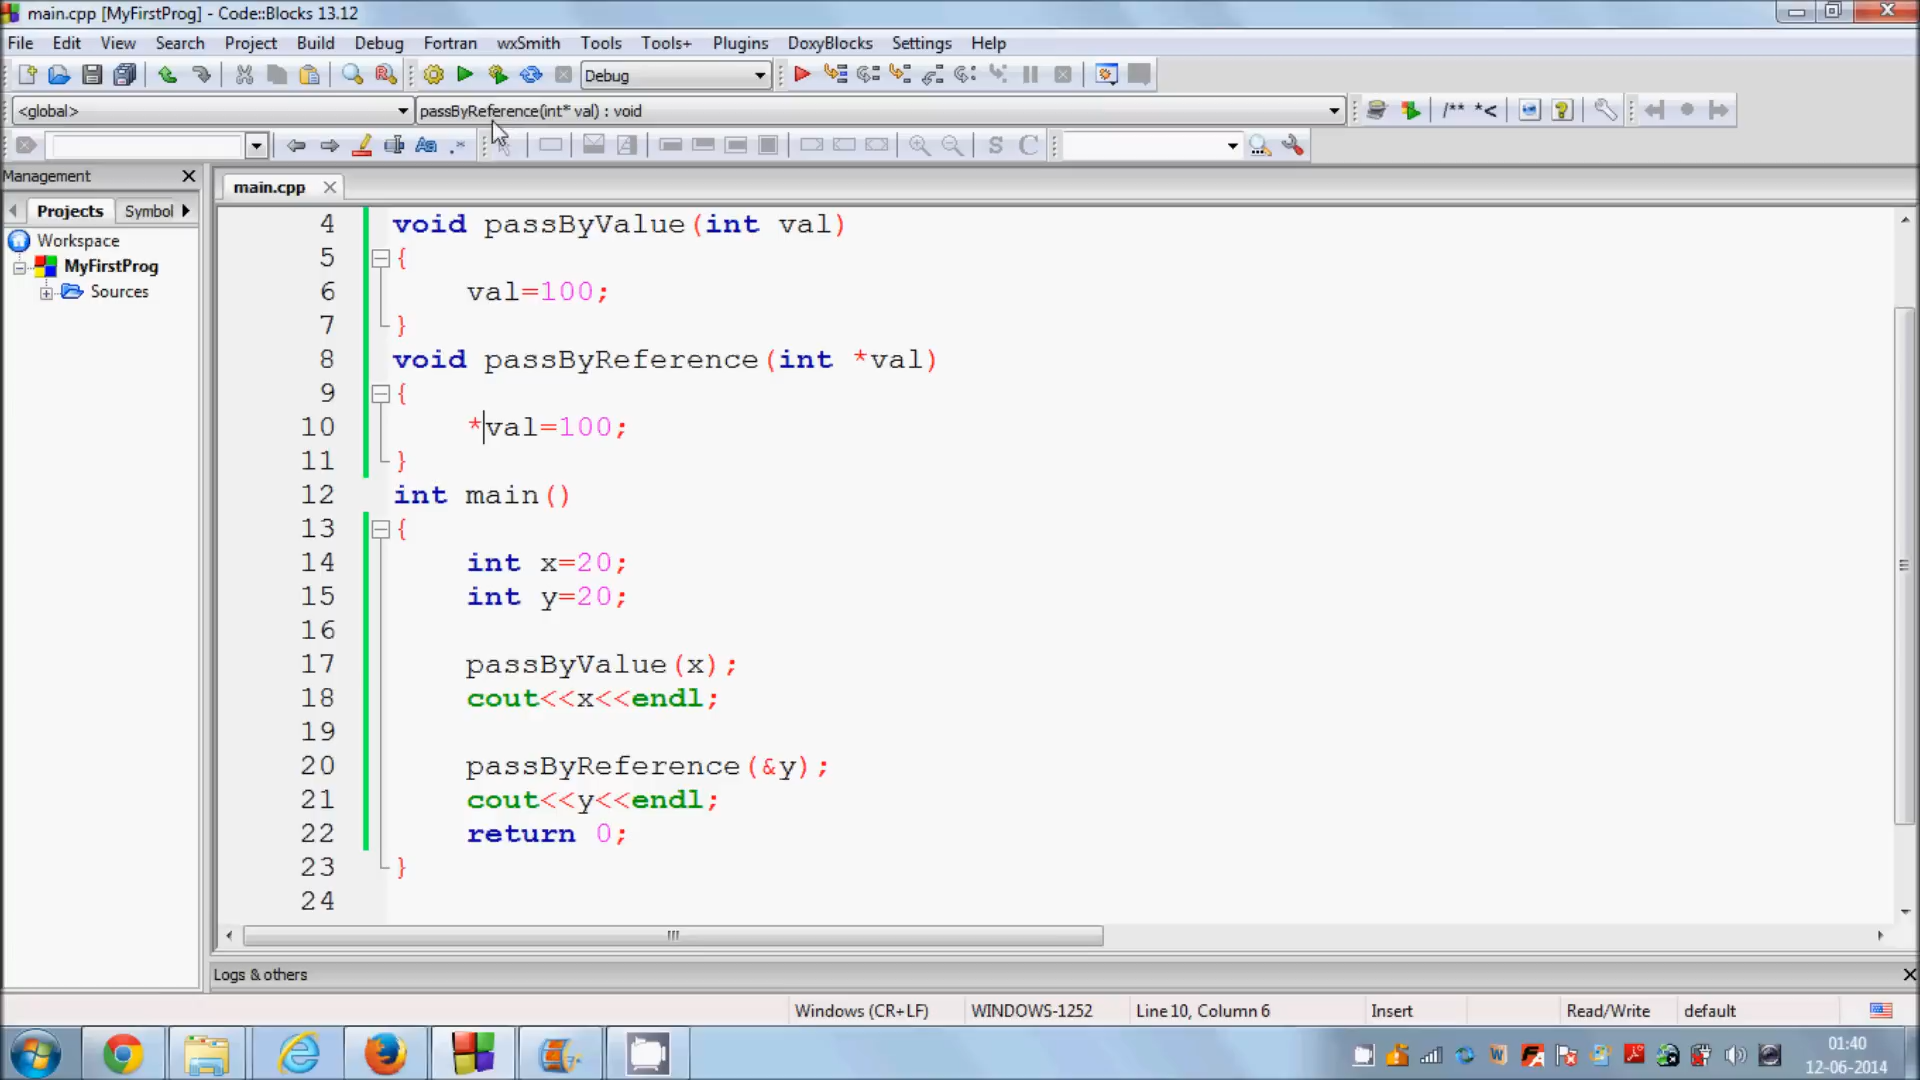 main.cpp [MyFirstProg] - Code::Blocks 13.12
File Edit View Search Project Build Debug Fortran wxSmith Tools Tools+ Plugins DoxyBlocks Settings Help
Debug
<global> passByReference(int* val) : void /** *<
S C
Management
main.cpp
Projects Symbol
Workspace
MyFirstProg
Sources
4 void passByValue(int val)
5 {
6 val=100;
7 }
8 void passByReference(int *val)
9 {
10 *val=100;
11 }
12 int main()
13 {
14 int x=20;
15 int y=20;
16
17 passByValue(x);
18 cout<<x<<endl;
19
20 passByReference(&y);
21 cout<<y<<endl;
22 return 0;
23 }
24
Logs & others
Windows (CR+LF) WINDOWS-1252 Line 10, Column 6 Insert Read/Write default
01:40
12-06-2014